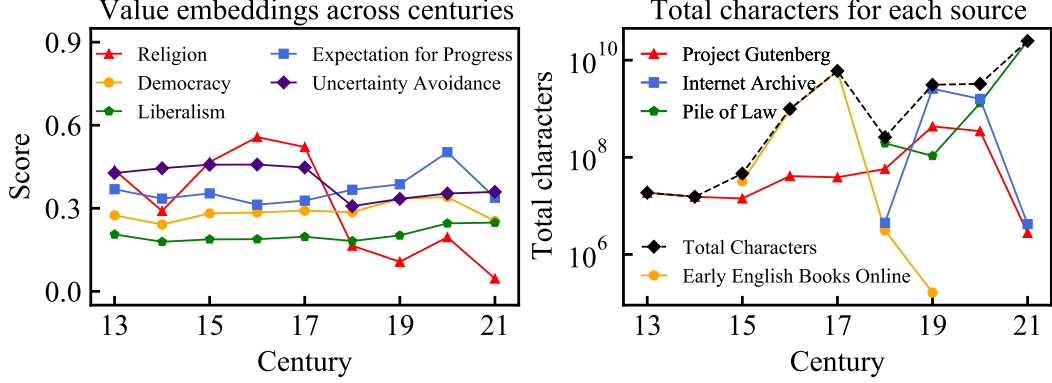 Value embeddings across centuries
0.9
0.6
0.3
0.0
Score
Religion
Democracy
Liberalism
Expectation for Progress
Uncertainty Avoidance
13 15 17 19 21
Century
Total characters for each source
10^10
10^8
10^6
Total characters
Project Gutenberg
Internet Archive
Pile of Law
Total Characters
Early English Books Online
13 15 17 19 21
Century